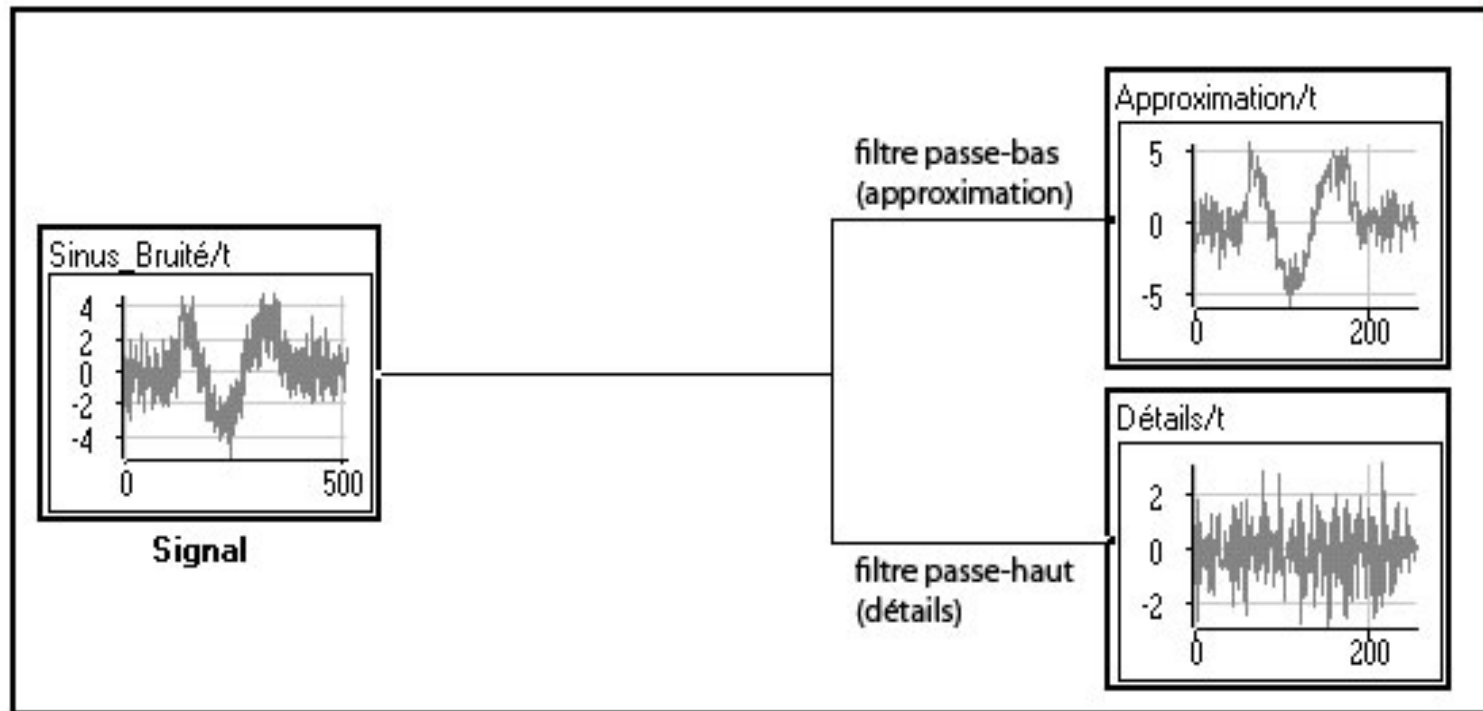 Sinus_Bruité/t
4
2
0
-2
-4
0 500
Signal
filtre passe-bas
(approximation)
Approximation/t
5
0
-5
0 200
filtre passe-haut
(détails)
Détails/t
2
0
-2
0 200